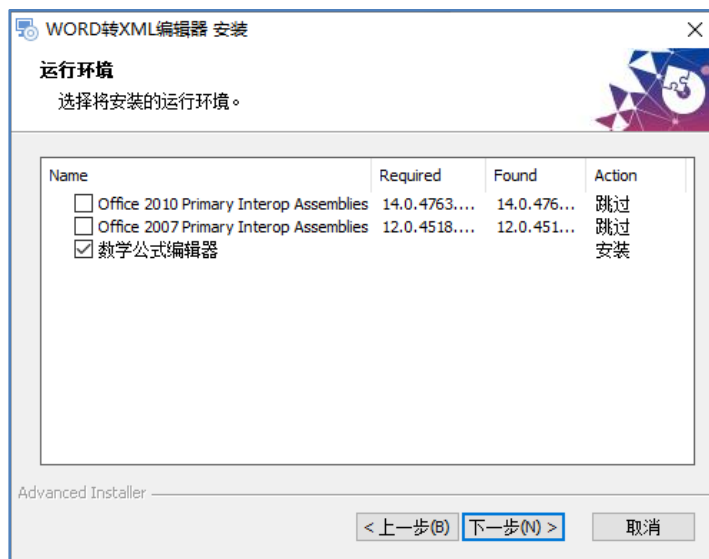 WORD转XML编辑器 安装
运行环境
选择将安装的运行环境。
Name Required Found Action
Office 2010 Primary Interop Assemblies 14.0.4763.... 14.0.476... 跳过
Office 2007 Primary Interop Assemblies 12.0.4518.... 12.0.451... 跳过
数学公式编辑器 安装
Advanced Installer
< 上一步(B) 下一步(N) > 取消